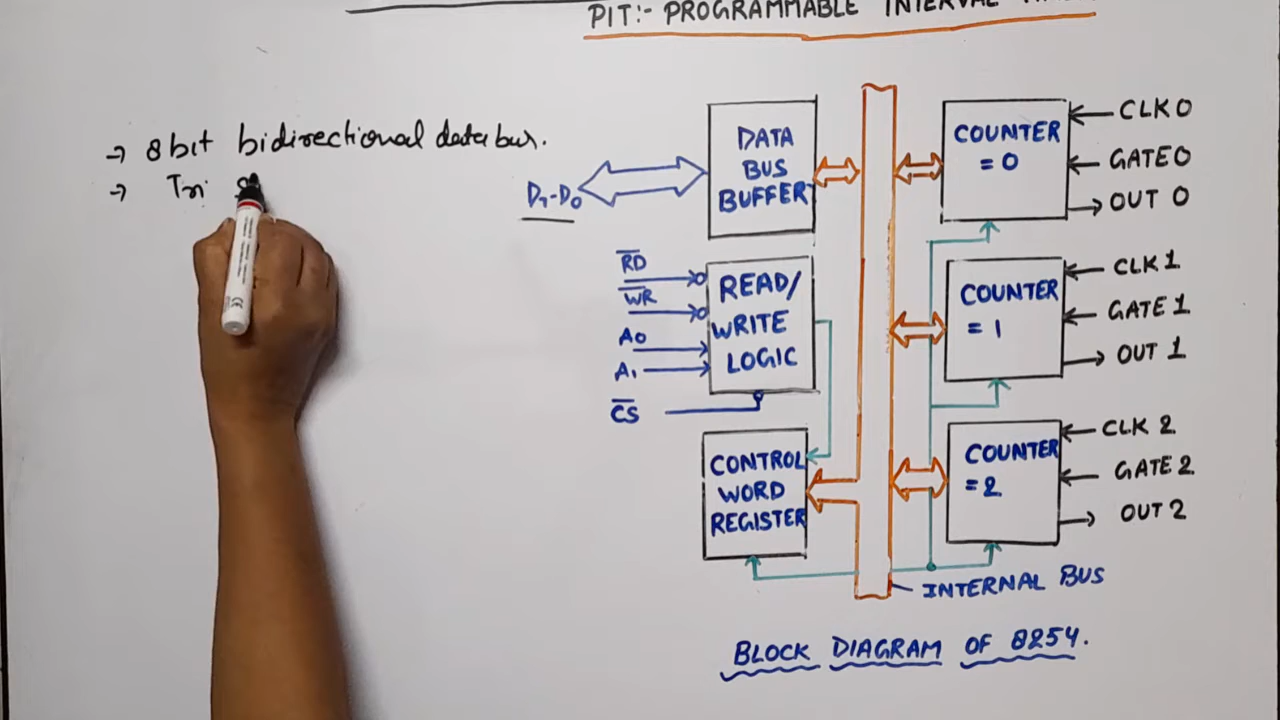 PIT:- PROGRAMMABLE INTERVAL
→ 8 bit bidirectional data bus.
→ Tri
D7-D0
DATA
BUS
BUFFER
RD
WR
A0
A1
CS
READ/
WRITE
LOGIC
CONTROL
WORD
REGISTER
COUNTER
= 0
CLK 0
GATE 0
OUT 0
COUNTER
= 1
CLK 1
GATE 1
OUT 1
COUNTER
= 2
CLK 2
GATE 2
OUT 2
INTERNAL BUS
BLOCK DIAGRAM OF 8254.